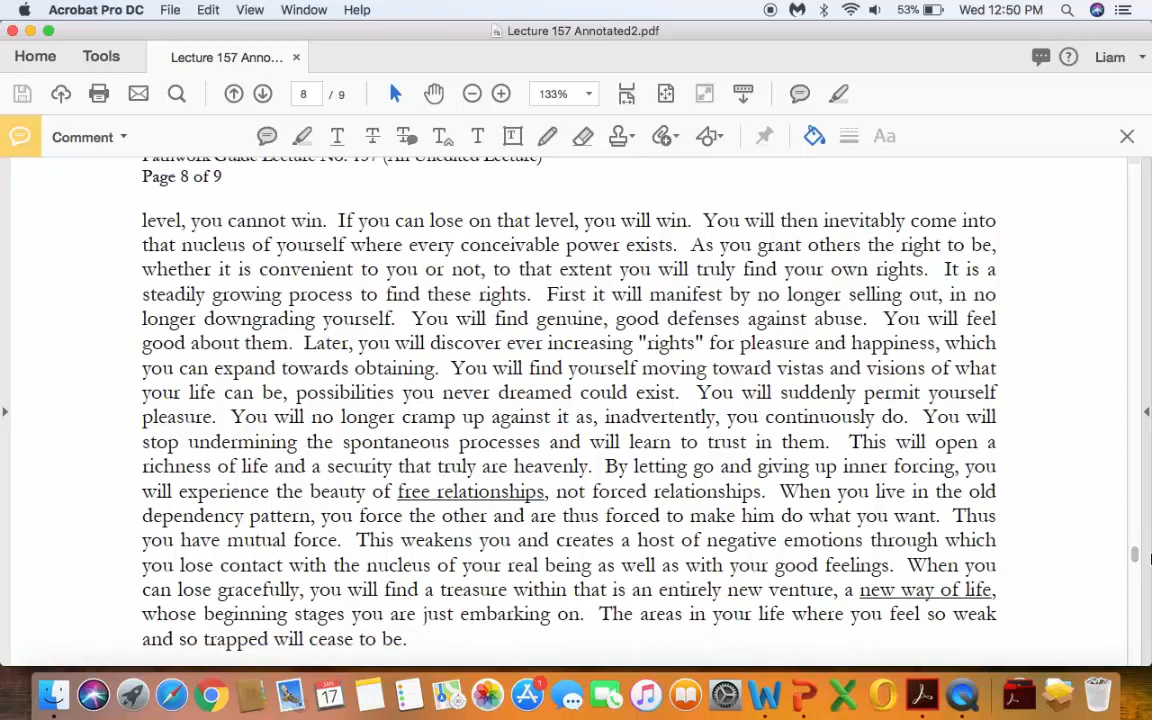 Acrobat Pro DC File Edit View Window Help 53% Wed 12:50 PM
Lecture 157 Annotated2.pdf
Home Tools Lecture 157 Anno... × Liam
8 / 9 133%
Comment Aa
Pathwork Guide Lecture No. 157 (An Unedited Lecture)
Page 8 of 9
level, you cannot win. If you can lose on that level, you will win. You will then inevitably come into
that nucleus of yourself where every conceivable power exists. As you grant others the right to be,
whether it is convenient to you or not, to that extent you will truly find your own rights. It is a
steadily growing process to find these rights. First it will manifest by no longer selling out, in no
longer downgrading yourself. You will find genuine, good defenses against abuse. You will feel
good about them. Later, you will discover ever increasing "rights" for pleasure and happiness, which
you can expand towards obtaining. You will find yourself moving toward vistas and visions of what
your life can be, possibilities you never dreamed could exist. You will suddenly permit yourself
pleasure. You will no longer cramp up against it as, inadvertently, you continuously do. You will
stop undermining the spontaneous processes and will learn to trust in them. This will open a
richness of life and a security that truly are heavenly. By letting go and giving up inner forcing, you
will experience the beauty of free relationships, not forced relationships. When you live in the old
dependency pattern, you force the other and are thus forced to make him do what you want. Thus
you have mutual force. This weakens you and creates a host of negative emotions through which
you lose contact with the nucleus of your real being as well as with your good feelings. When you
can lose gracefully, you will find a treasure within that is an entirely new venture, a new way of life,
whose beginning stages you are just embarking on. The areas in your life where you feel so weak
and so trapped will cease to be.
JAN
17
1